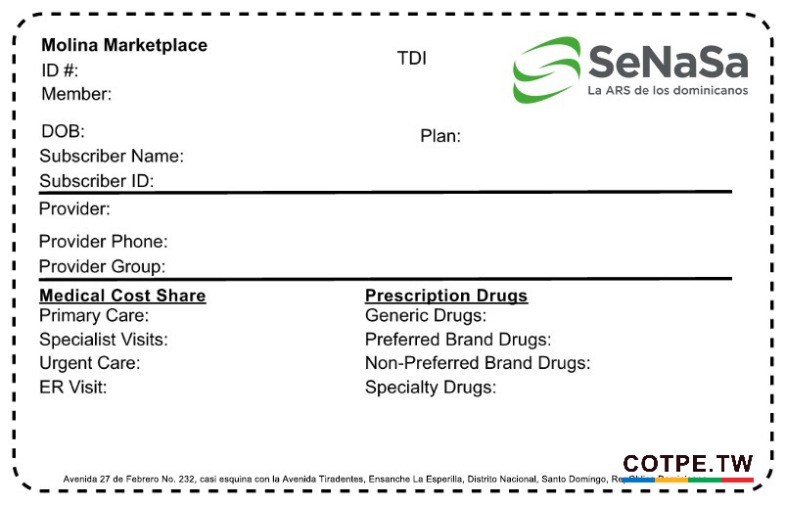 Molina Marketplace
TDI
SeNaSa
La ARS de los dominicanos
ID #:
Member:
DOB:
Plan:
Subscriber Name:
Subscriber ID:
Provider:
Provider Phone:
Provider Group:
Medical Cost Share
Prescription Drugs
Primary Care:
Generic Drugs:
Specialist Visits:
Preferred Brand Drugs:
Urgent Care:
Non-Preferred Brand Drugs:
ER Visit:
Specialty Drugs:
COTPE.TW
Avenida 27 de Febrero No. 232, casi esquina con la Avenida Tiradentes, Ensanche La Esperilla, Distrito Nacional, Santo Domingo,